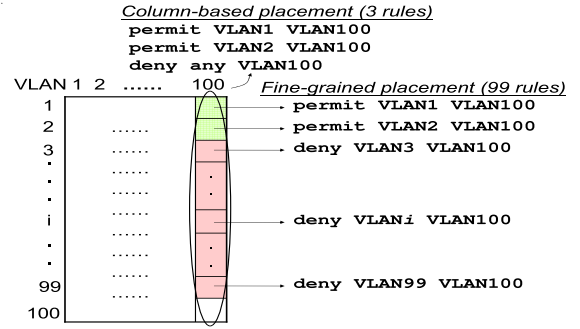 Column-based placement (3 rules)
permit VLAN1 VLAN100
permit VLAN2 VLAN100
deny any VLAN100
VLAN 1 2 ...... 100
Fine-grained placement (99 rules)
1 permit VLAN1 VLAN100
2 ...... permit VLAN2 VLAN100
3 ...... deny VLAN3 VLAN100
. ...... .
. ...... .
. ......
i ...... deny VLANi VLAN100
. ...... .
. ...... .
99 ...... deny VLAN99 VLAN100
......
100